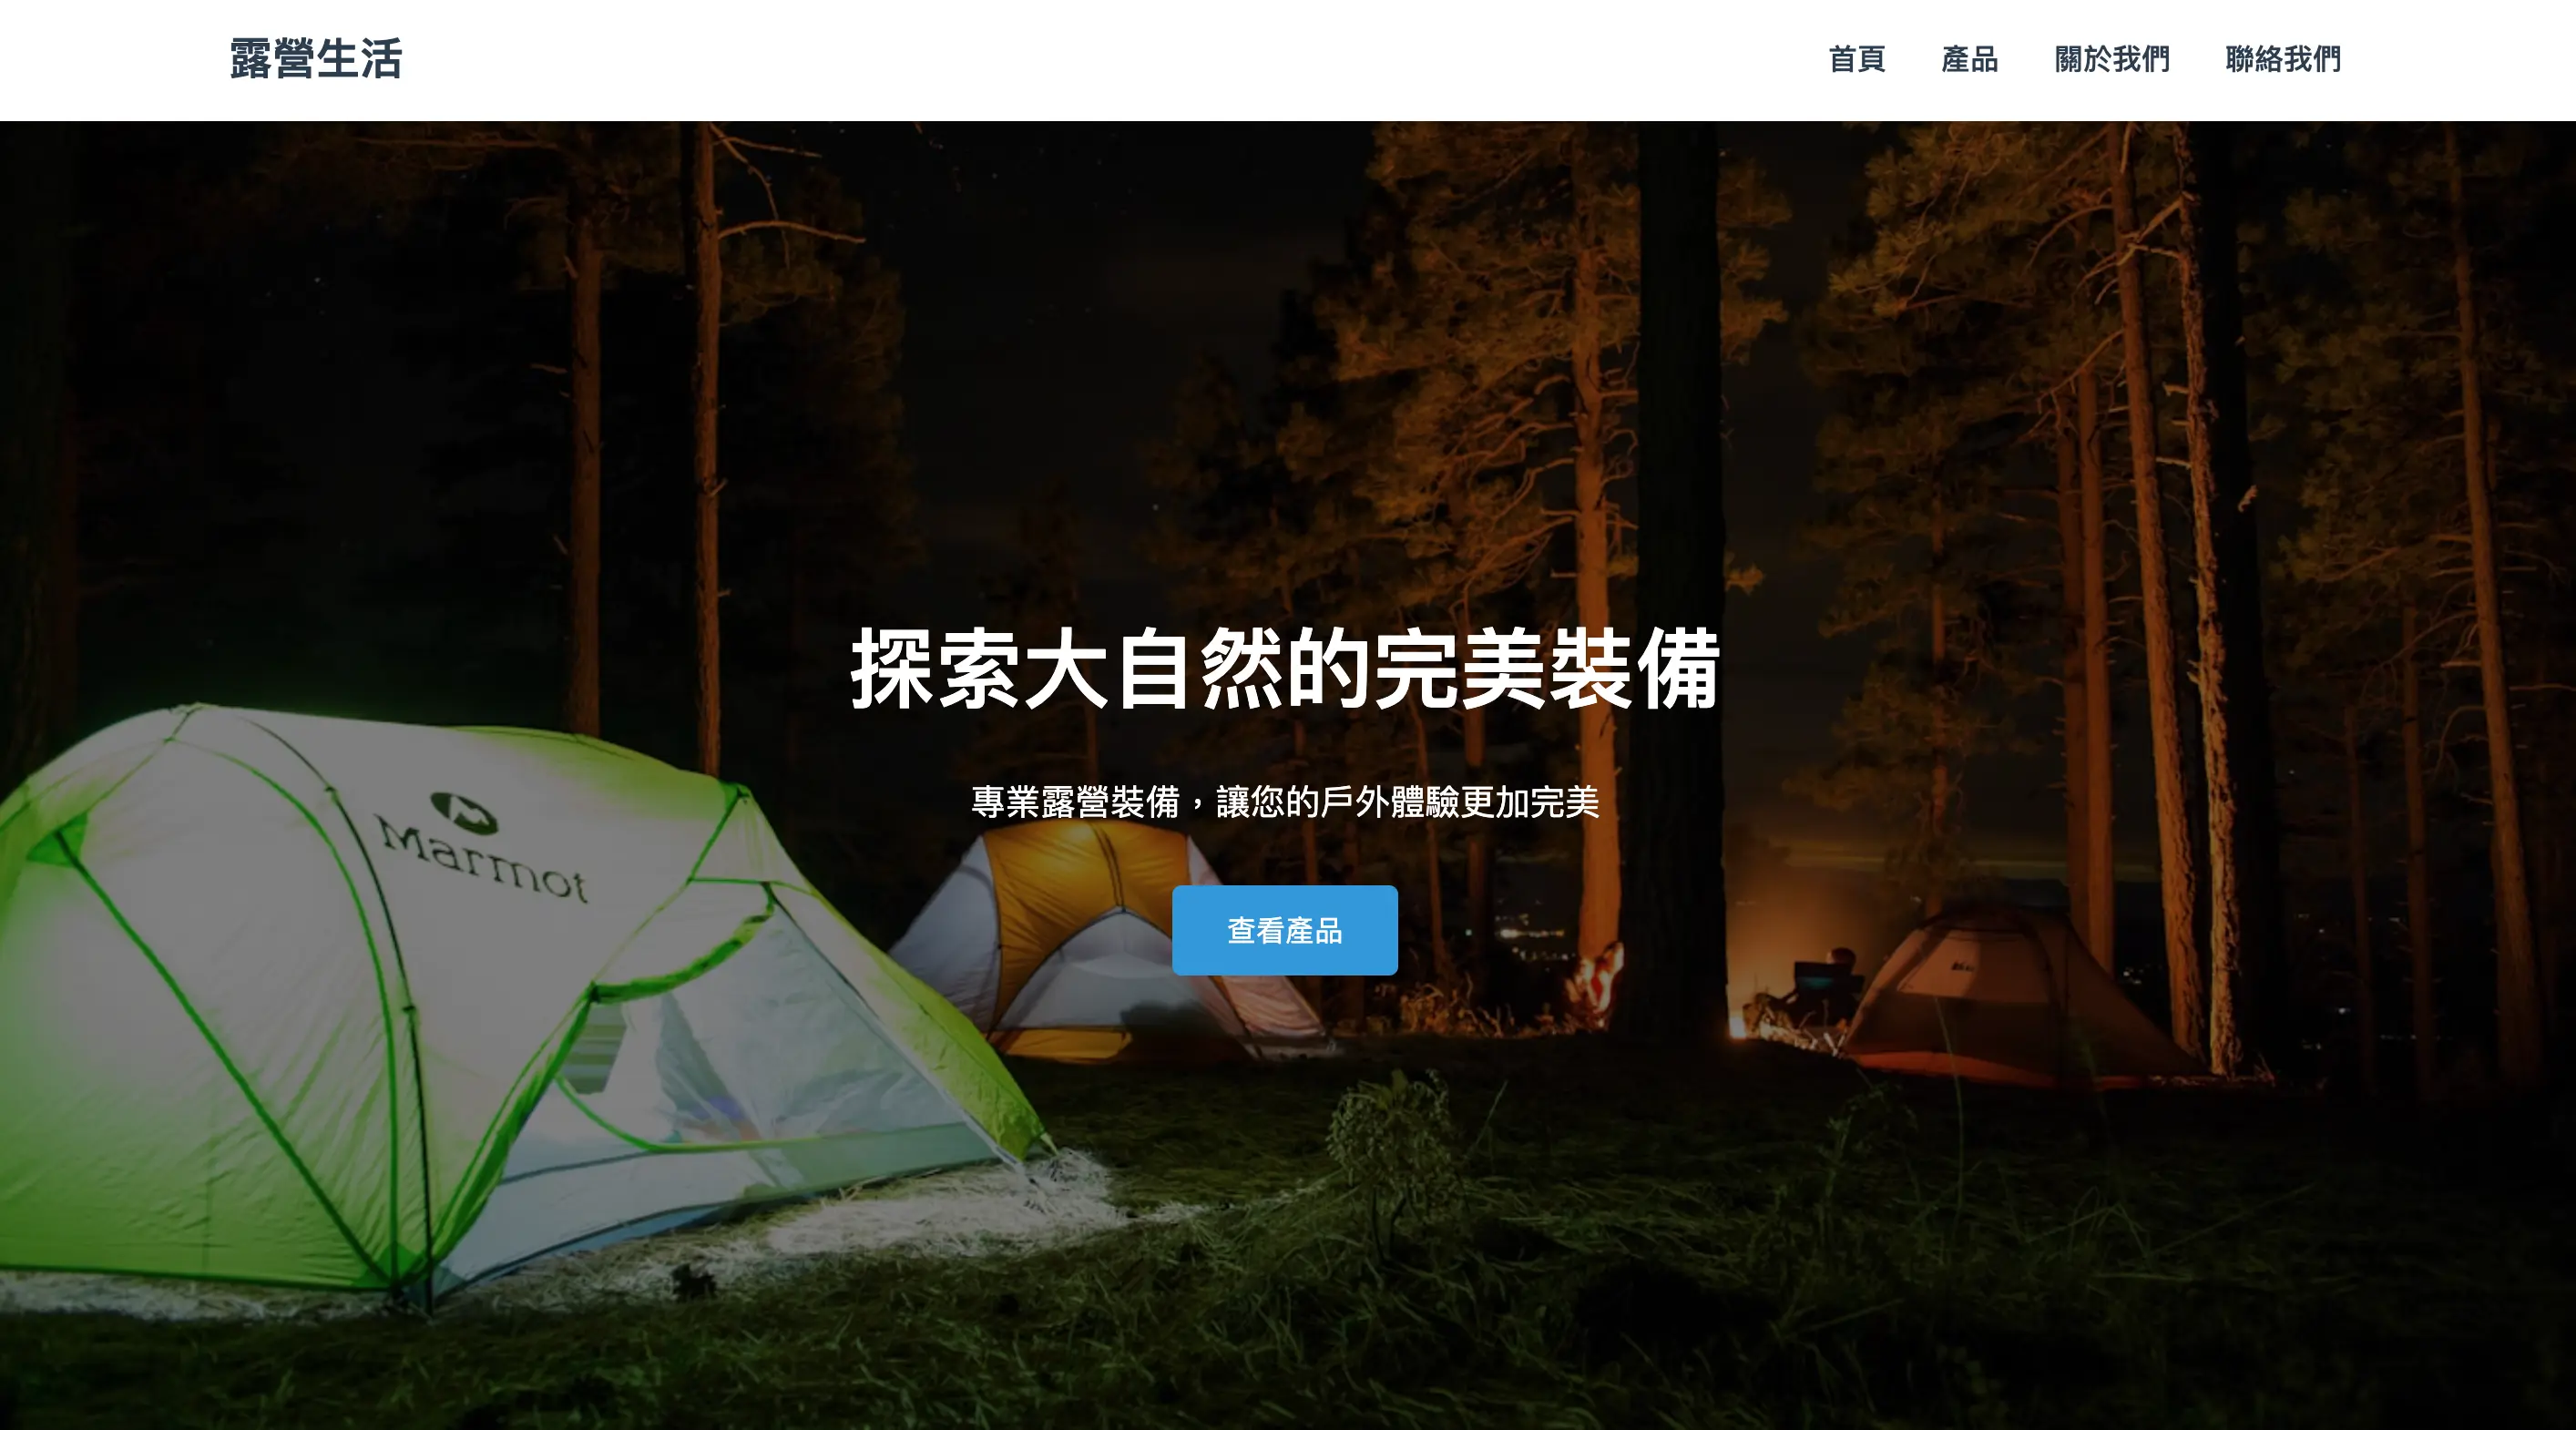 露營生活
首頁 產品 關於我們 聯絡我們
探索大自然的完美裝備
專業露營裝備，讓您的戶外體驗更加完美
Marmot
查看產品